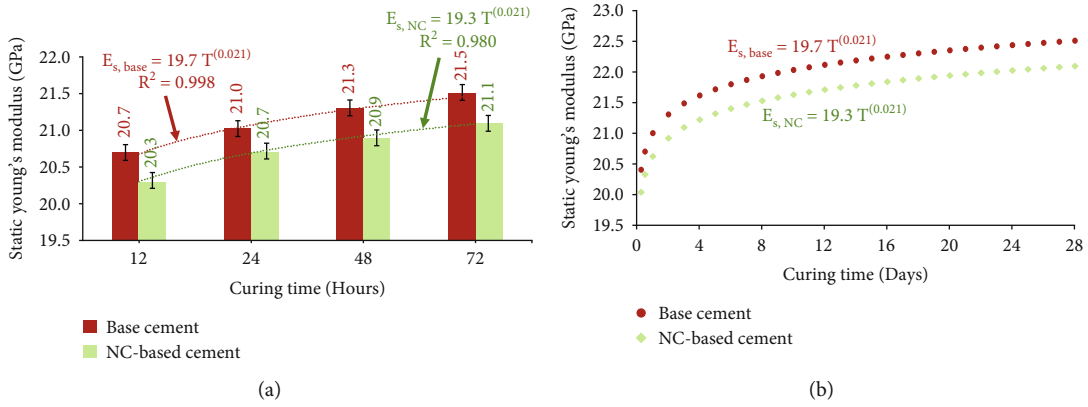 E_{s, NC} = 19.3 T^{(0.021)}
R^2 = 0.980
E_{s, base} = 19.7 T^{(0.021)}
R^2 = 0.998
Static young's modulus (GPa)
22.0
21.5
21.0
20.5
20.0
19.5
20.7
20.3
21.0
20.7
21.3
20.9
21.5
21.1
12
24
48
72
Curing time (Hours)
Base cement
NC-based cement
(a)
Static young's modulus (GPa)
23.0
22.5
22.0
21.5
21.0
20.5
20.0
19.5
E_{s, base} = 19.7 T^{(0.021)}
E_{s, NC} = 19.3 T^{(0.021)}
0
4
8
12
16
20
24
28
Curing time (Days)
Base cement
NC-based cement
(b)